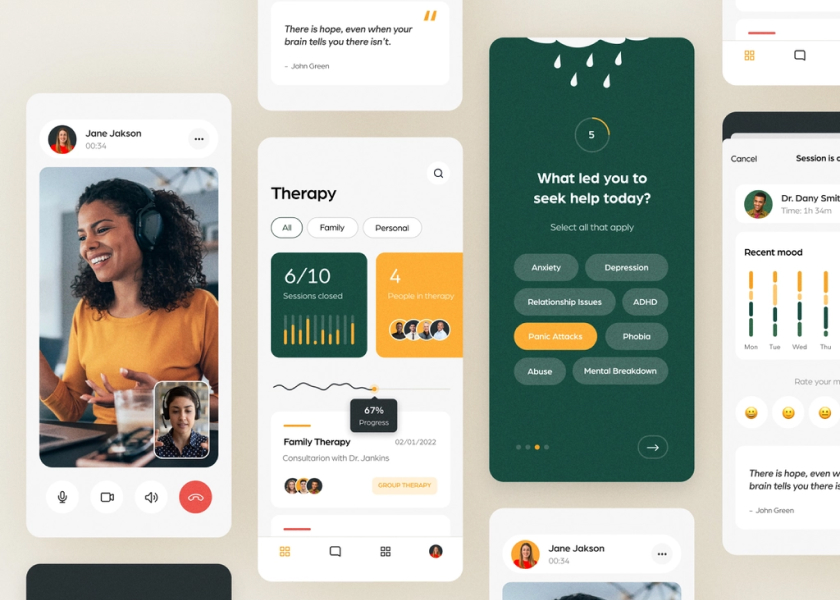 Jane Jakson
00:34
There is hope, even when your
brain tells you there isn't.
- John Green
Therapy
All
Family
Personal
6/10
Sessions closed
4
People in therapy
67%
Progress
Family Therapy
02/01/2022
Consultarion with Dr. Jankins
GROUP THERAPY
5
What led you to
seek help today?
Select all that apply
Anxiety
Depression
Relationship Issues
ADHD
Panic Attacks
Phobia
Abuse
Mental Breakdown
Jane Jakson
00:34
Cancel
Session is
Dr. Dany Smit
Time: 1h 34m
Recent mood
Mon
Tue
Wed
Thu
Rate your m
There is hope, even w
brain tells you there is
- John Green